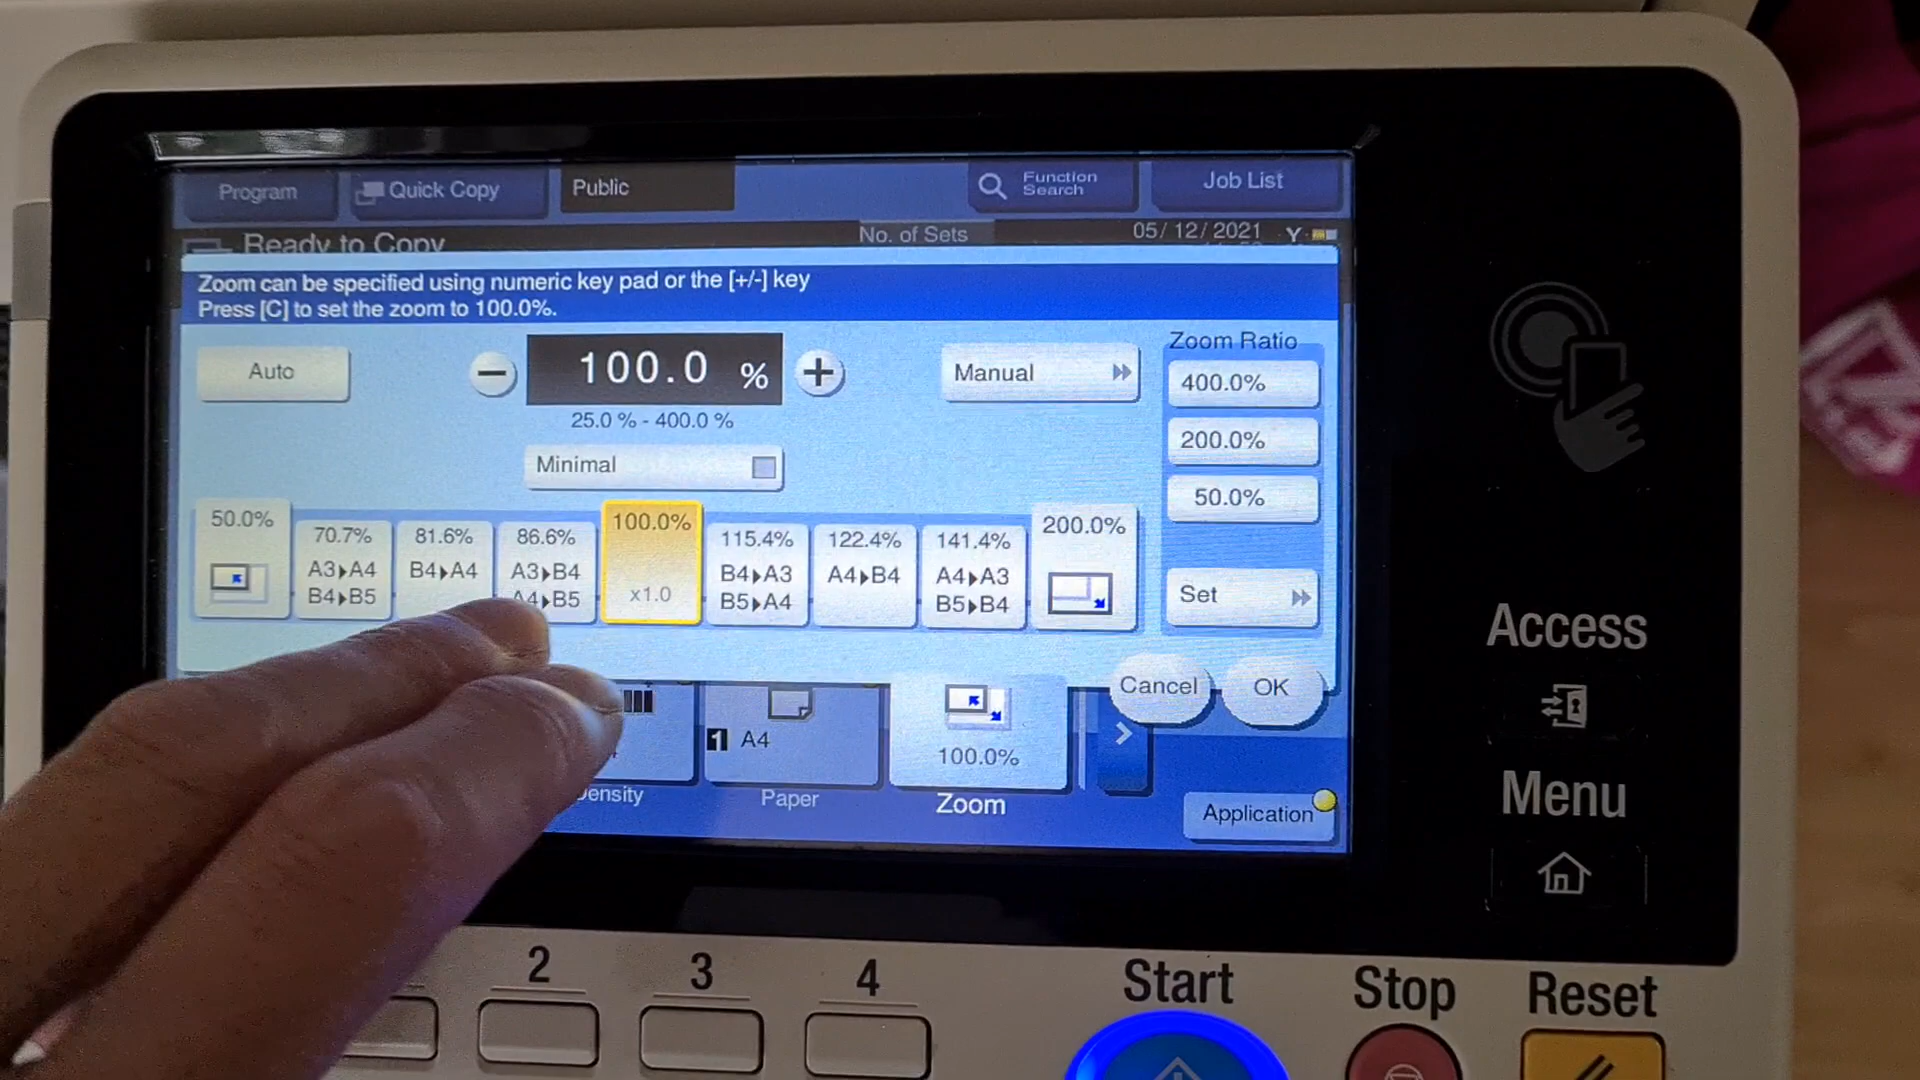 Program
Quick Copy
Public
Function
Search
Job List
Ready to Copy
No. of Sets
05/12/2021
Y
Zoom can be specified using numeric key pad or the [+/-] key
Press [C] to set the zoom to 100.0%.
Auto
−
100.0 %
+
25.0 % - 400.0 %
Manual
Zoom Ratio
400.0%
200.0%
50.0%
Set
Minimal
50.0%
70.7%
A3▸A4
B4▸B5
81.6%
B4▸A4
86.6%
A3▸B4
A4▸B5
100.0%
x1.0
115.4%
B4▸A3
B5▸A4
122.4%
A4▸B4
141.4%
A4▸A3
B5▸B4
200.0%
Cancel
OK
1 A4
100.0%
Density
Paper
Zoom
Application
Access
Menu
2
3
4
Start
Stop
Reset